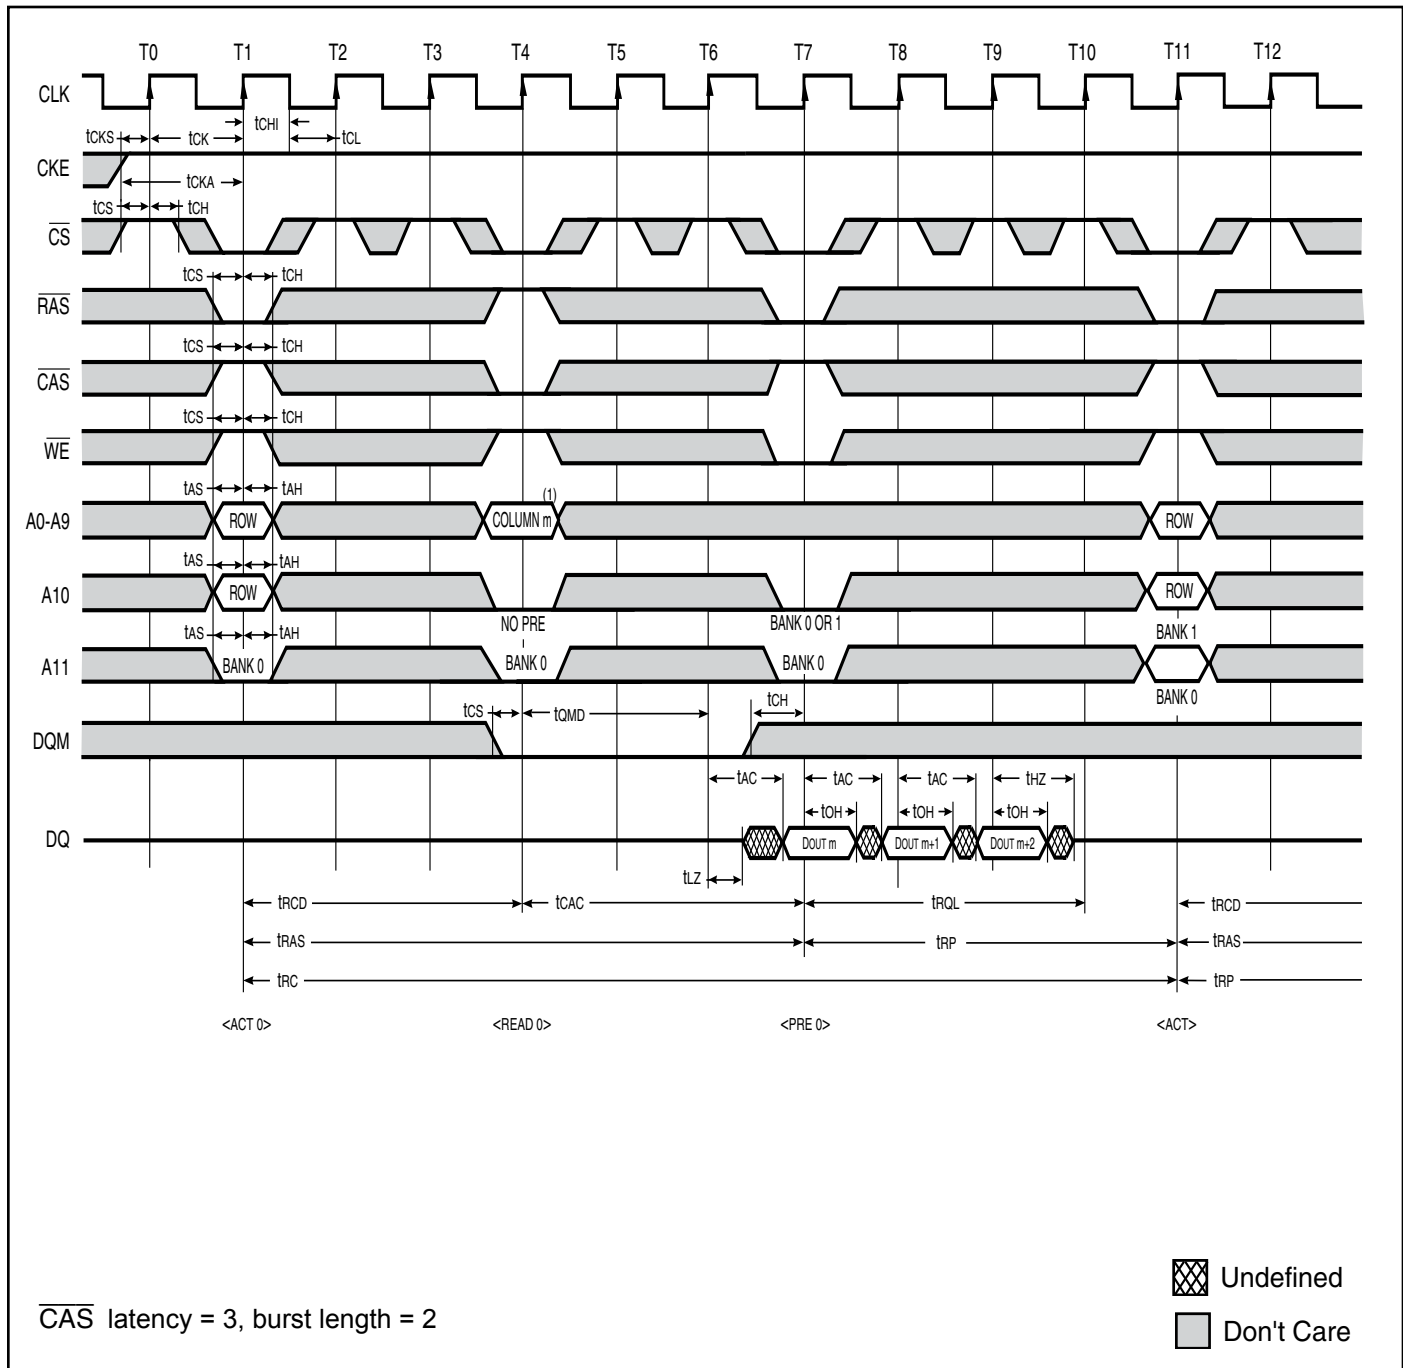 T0 T1 T2 T3 T4 T5 T6 T7 T8 T9 T10 T11 T12
CLK
tCHI
tCKS tCK tCL
CKE
tCKA
tCS tCH
CS
tCS tCH
RAS
tCS tCH
CAS
tCS tCH
WE
tAS tAH
(1)
A0-A9 ROW COLUMN m ROW
tAS tAH
A10 ROW ROW
NO PRE BANK 0 OR 1
tAS tAH BANK 1
A11 BANK 0 BANK 0 BANK 0
BANK 0
tCS tQMD tCH
DQM
tAC tAC tAC tHZ
tOH tOH tOH
DQ DOUT m DOUT m+1 DOUT m+2
tLZ
tRCD tCAC tRQL tRCD
tRAS tRP tRAS
tRC tRP
<ACT 0> <READ 0> <PRE 0> <ACT>
Undefined
CAS latency = 3, burst length = 2
Don't Care